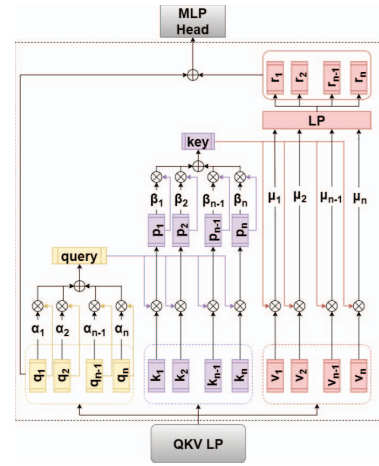 MLP
Head
r₁ r₂ rₙ₋₁ rₙ
LP
key
β₁ β₂ βₙ₋₁ βₙ
μ₁ μ₂ μₙ₋₁ μₙ
p₁ p₂ pₙ₋₁ pₙ
query
α₁ α₂ αₙ₋₁ αₙ
q₁ q₂ qₙ₋₁ qₙ
k₁ k₂ kₙ₋₁ kₙ
v₁ v₂ vₙ₋₁ vₙ
QKV LP